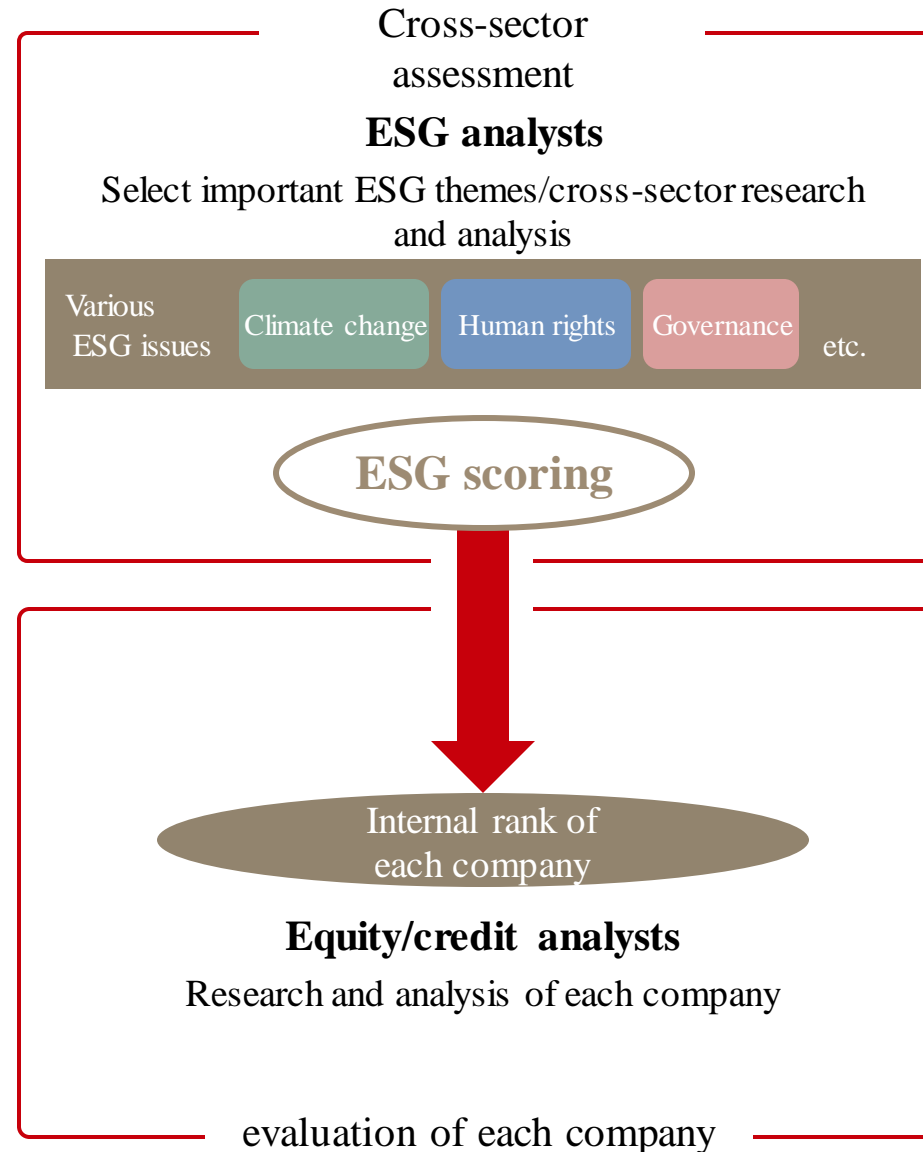 Cross-sector
assessment
ESG analysts
Select important ESG themes/cross-sector research
and analysis
Various
ESG issues
Climate change
Human rights
Governance
etc.
ESG scoring
Internal rank of
each company
Equity/credit analysts
Research and analysis of each company
evaluation of each company